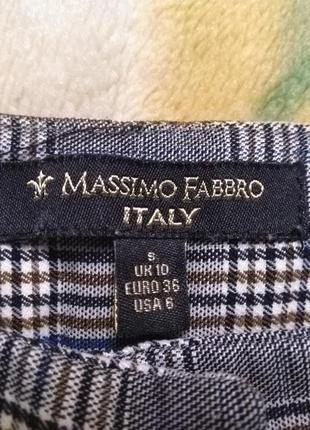 MASSIMO FABBRO
ITALY
S
UK 10
EURO 36
USA 6